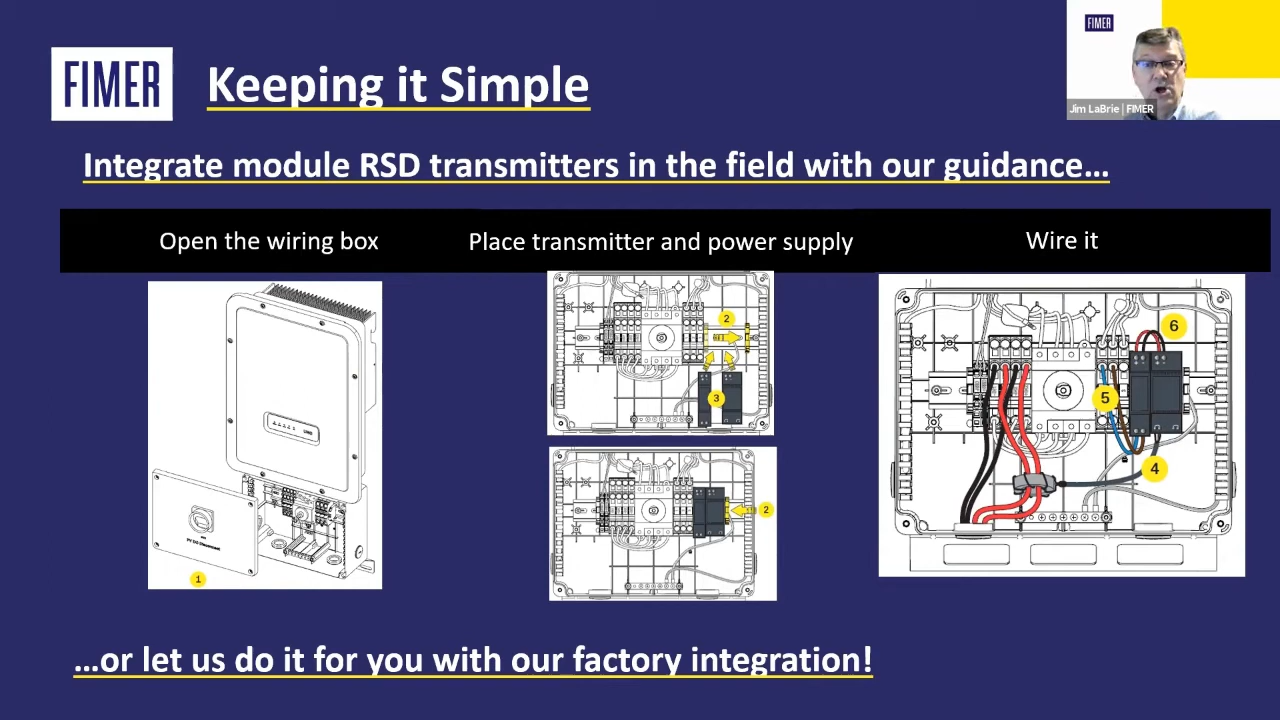 FIMER
Keeping it Simple
FIMER
Jim LaBrie | FIMER
Integrate module RSD transmitters in the field with our guidance...
Open the wiring box
Place transmitter and power supply
Wire it
1
2
3
2
6
5
4
...or let us do it for you with our factory integration!